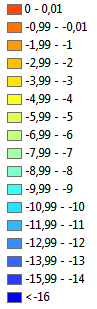 0 - 0,01
-0,99 - -0,01
-1,99 - -1
-2,99 - -2
-3,99 - -3
-4,99 - -4
-5,99 - -5
-6,99 - -6
-7,99 - -7
-8,99 - -8
-9,99 - -9
-10,99 - -10
-11,99 - -11
-12,99 - -12
-13,99 - -13
-15,99 - -14
<-16